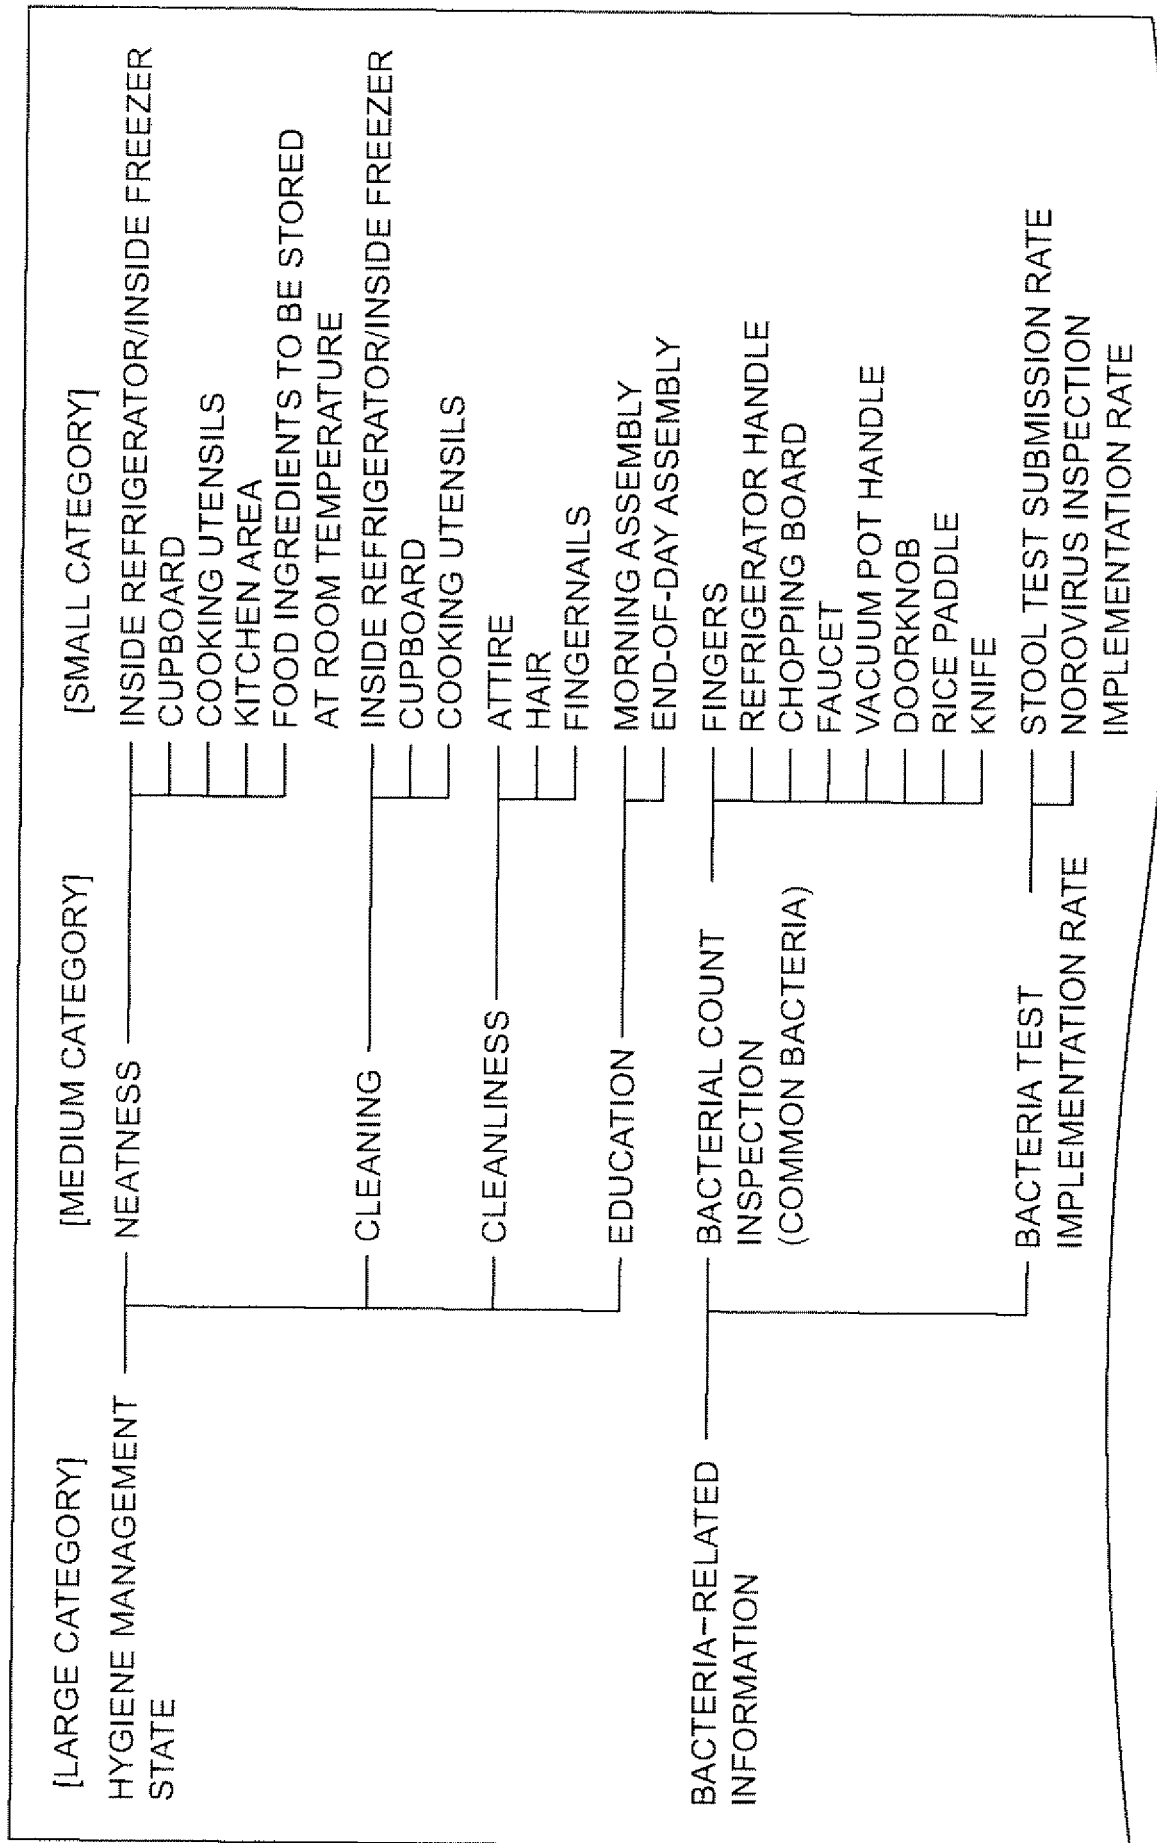 [LARGE CATEGORY]
[MEDIUM CATEGORY]
[SMALL CATEGORY]
HYGIENE MANAGEMENT
STATE
NEATNESS
INSIDE REFRIGERATOR/INSIDE FREEZER
CUPBOARD
COOKING UTENSILS
KITCHEN AREA
FOOD INGREDIENTS TO BE STORED
AT ROOM TEMPERATURE
CLEANING
INSIDE REFRIGERATOR/INSIDE FREEZER
CUPBOARD
COOKING UTENSILS
CLEANLINESS
ATTIRE
HAIR
FINGERNAILS
EDUCATION
MORNING ASSEMBLY
END-OF-DAY ASSEMBLY
BACTERIA-RELATED
INFORMATION
BACTERIAL COUNT
INSPECTION
(COMMON BACTERIA)
FINGERS
REFRIGERATOR HANDLE
CHOPPING BOARD
FAUCET
VACUUM POT HANDLE
DOORKNOB
RICE PADDLE
KNIFE
BACTERIA TEST
IMPLEMENTATION RATE
STOOL TEST SUBMISSION RATE
NOROVIRUS INSPECTION
IMPLEMENTATION RATE